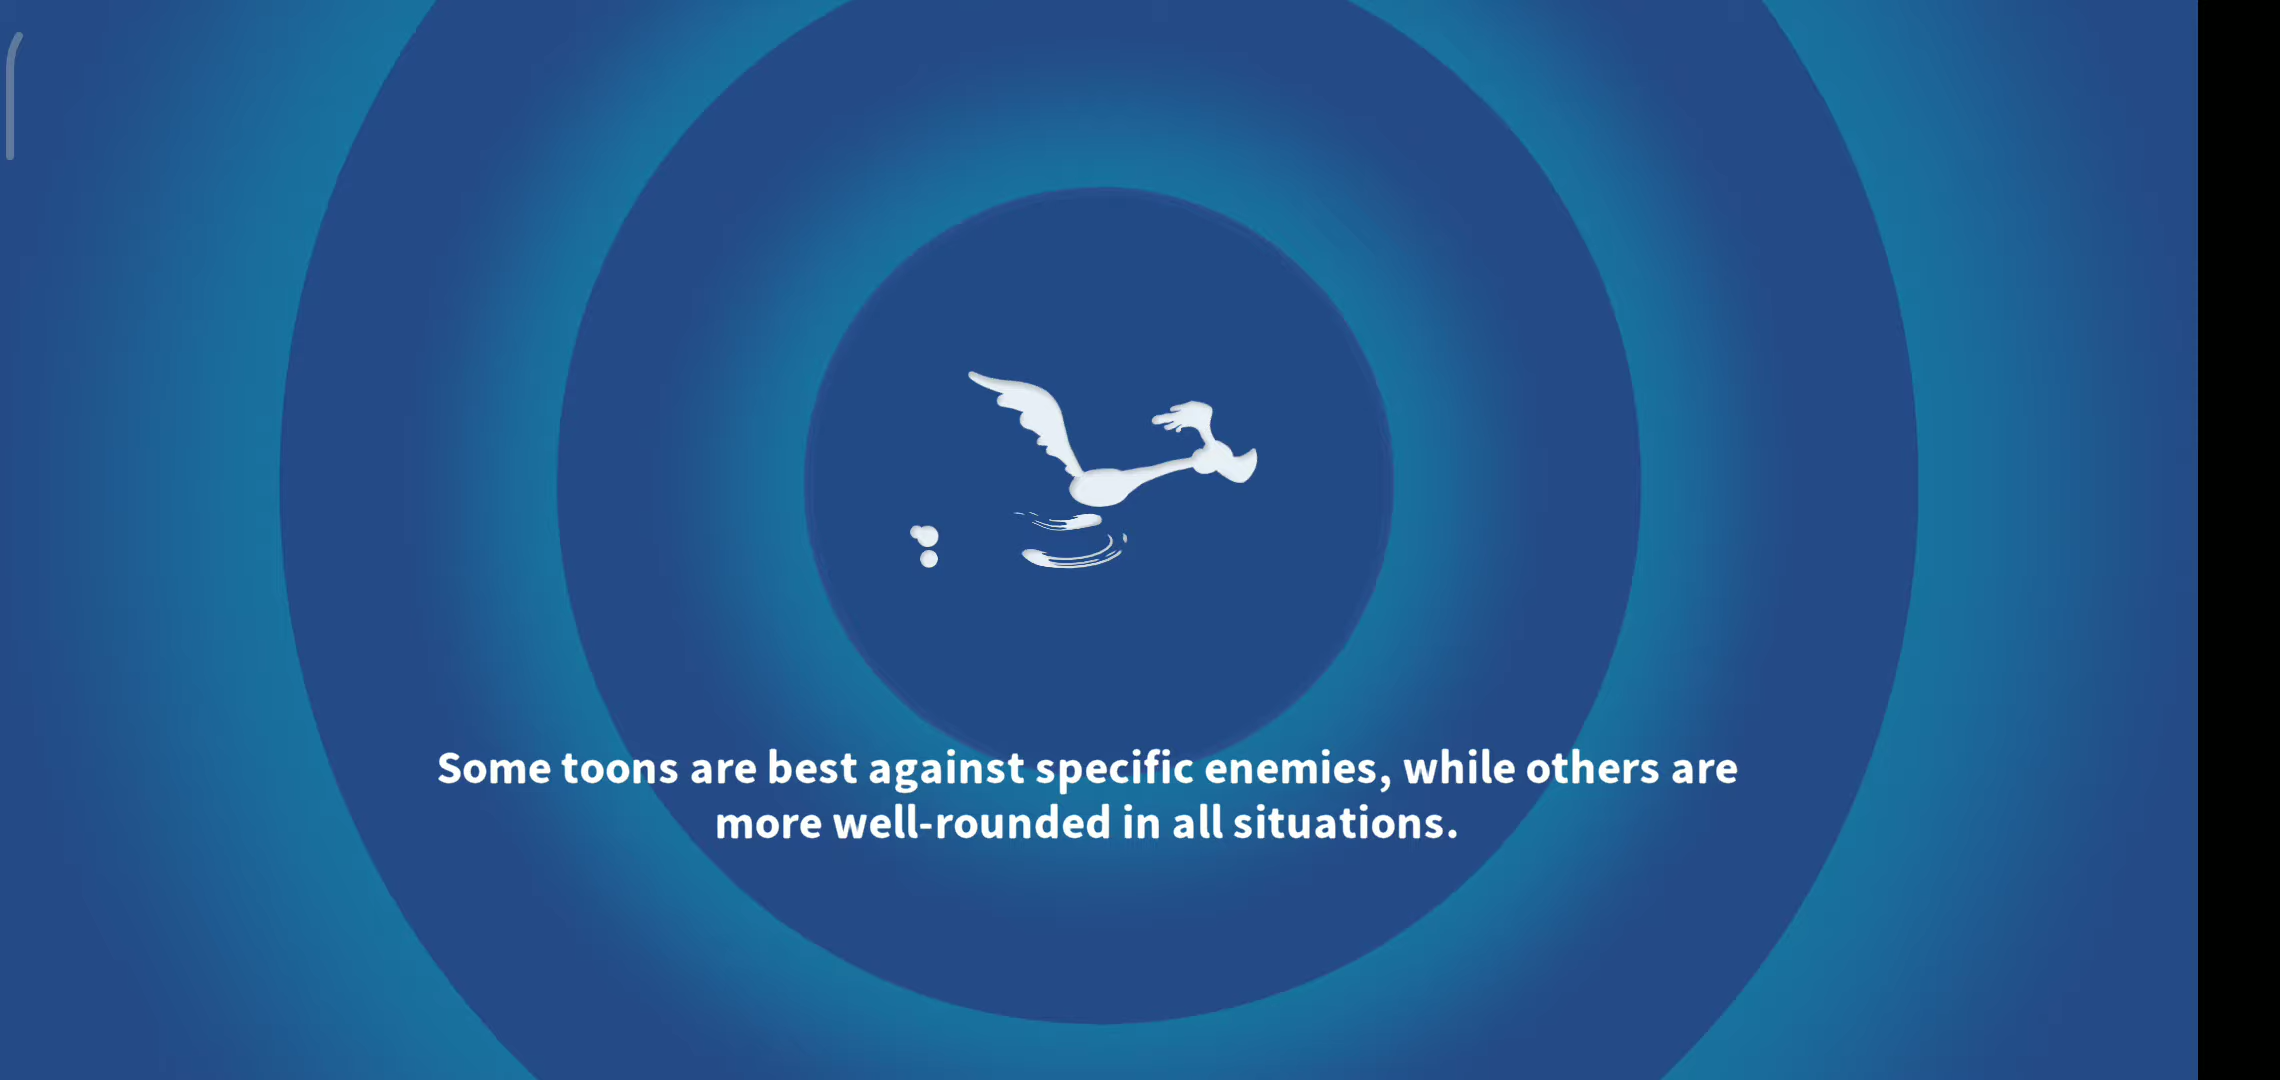 Some toons are best against specific enemies, while others are
more well-rounded in all situations.